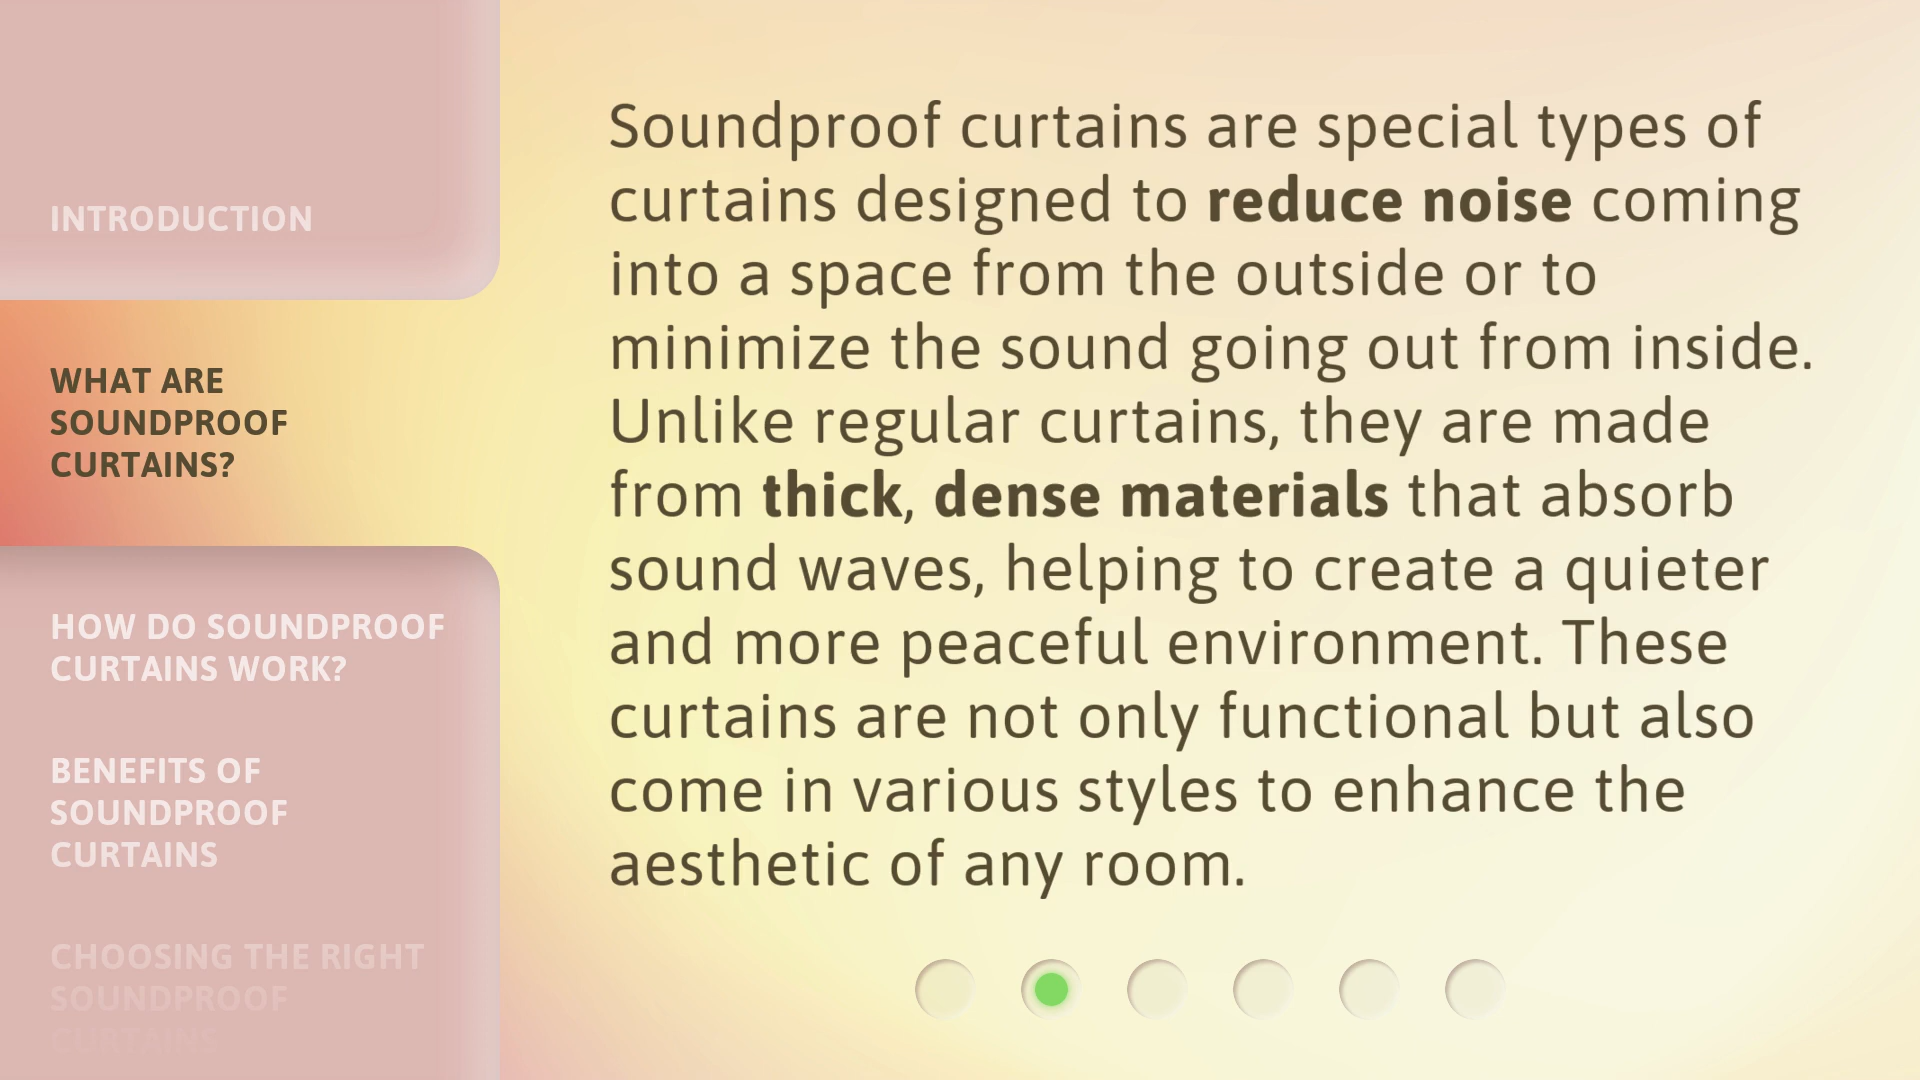 INTRODUCTION
WHAT ARE
SOUNDPROOF
CURTAINS?
HOW DO SOUNDPROOF
CURTAINS WORK?
BENEFITS OF
SOUNDPROOF
CURTAINS
CHOOSING THE RIGHT
SOUNDPROOF
CURTAINS
Soundproof curtains are special types of
curtains designed to reduce noise coming
into a space from the outside or to
minimize the sound going out from inside.
Unlike regular curtains, they are made
from thick, dense materials that absorb
sound waves, helping to create a quieter
and more peaceful environment. These
curtains are not only functional but also
come in various styles to enhance the
aesthetic of any room.